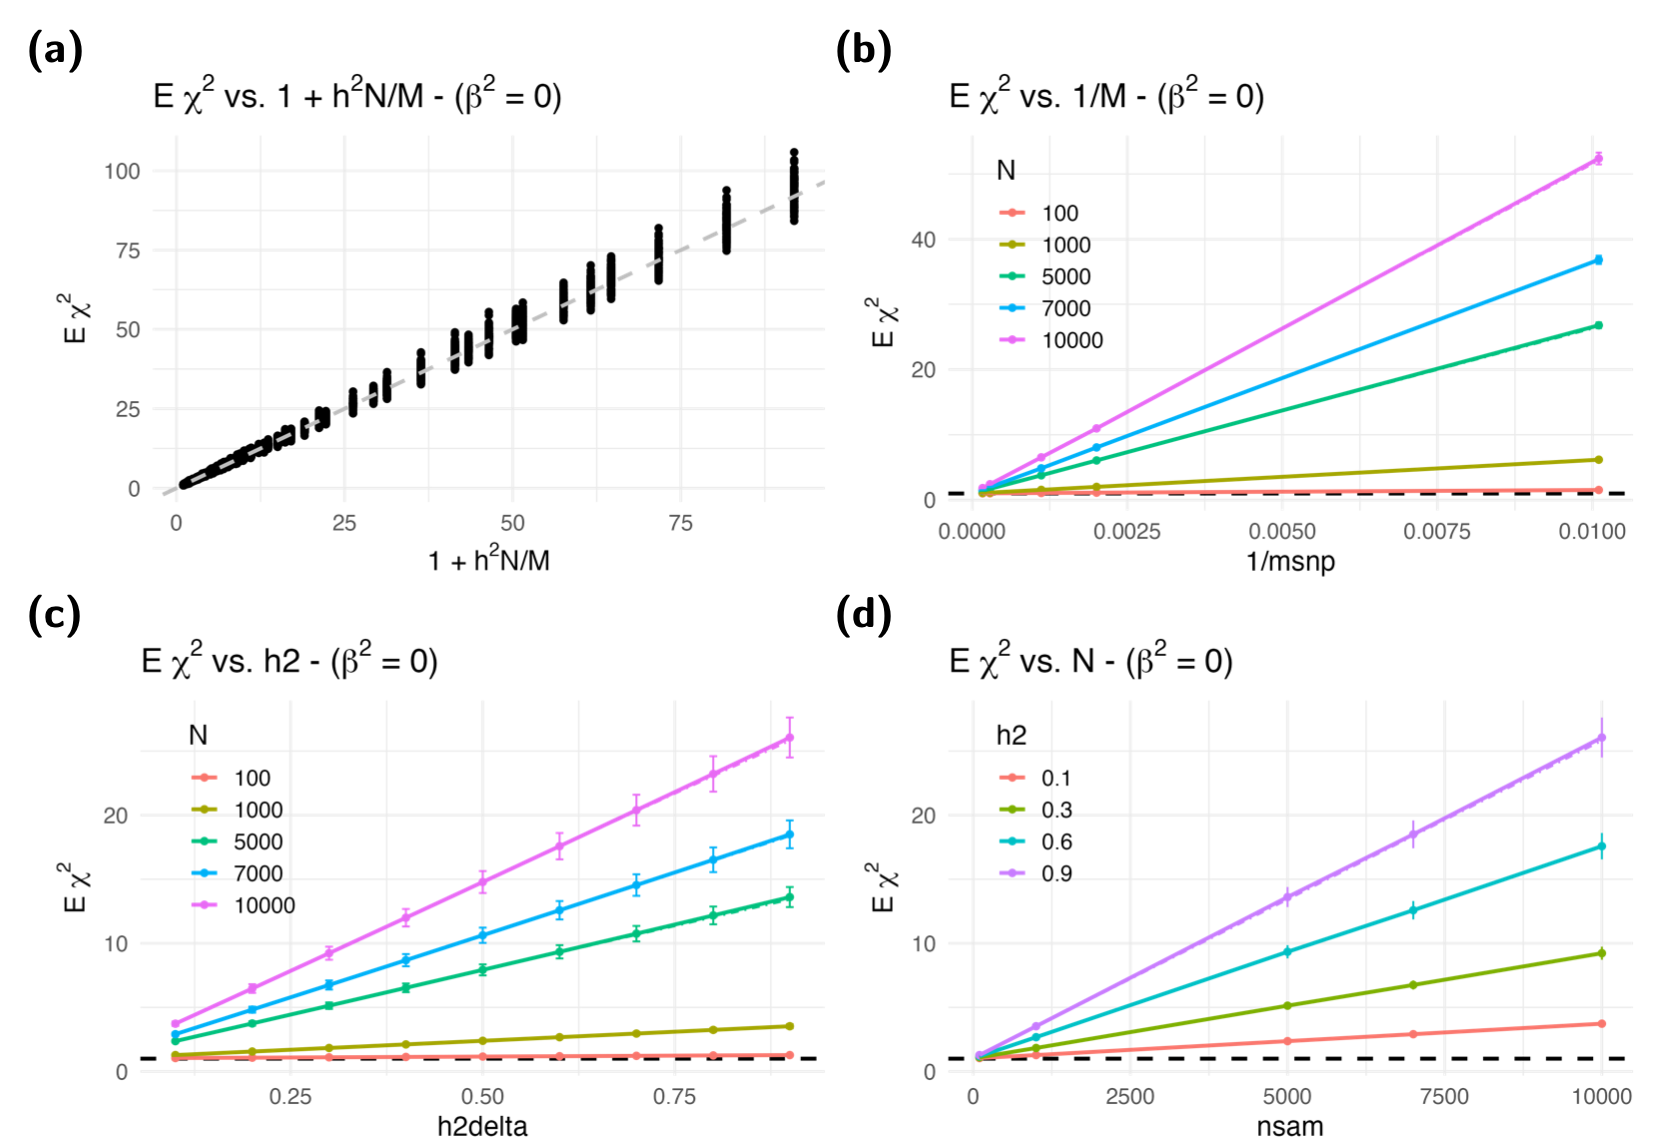 (a)
E χ² vs. 1 + h²N/M - (β² = 0)
E χ²
100
75
50
25
0
0 25 50 75
1 + h²N/M
(b)
E χ² vs. 1/M - (β² = 0)
E χ²
N
100
1000
5000
7000
10000
40
20
0
0.0000 0.0025 0.0050 0.0075 0.0100
1/msnp
(c)
E χ² vs. h2 - (β² = 0)
E χ²
N
100
1000
5000
7000
10000
20
10
0
0.25 0.50 0.75
h2delta
(d)
E χ² vs. N - (β² = 0)
E χ²
h2
0.1
0.3
0.6
0.9
20
10
0
0 2500 5000 7500 10000
nsam